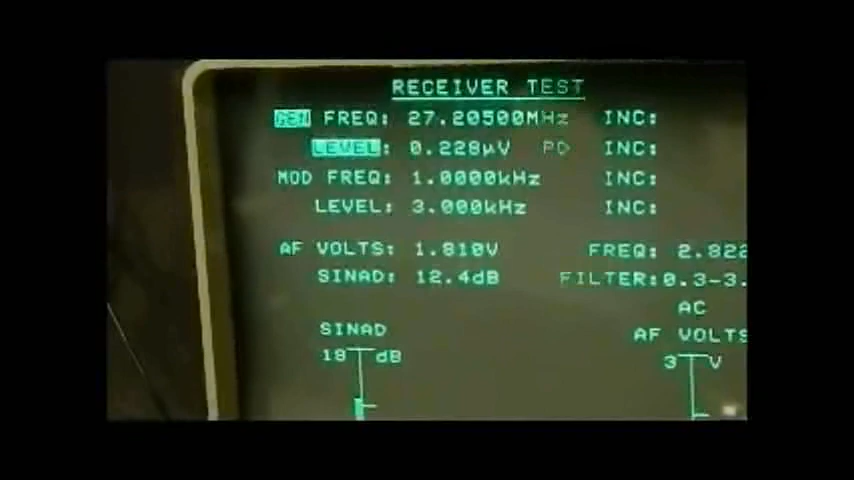 RECEIVER TEST
GEN FREQ: 27.20500MHz INC:
LEVEL: 0.228µV PD INC:
MOD FREQ: 1.0000kHz INC:
LEVEL: 3.000kHz INC:
AF VOLTS: 1.810V FREQ: 2.822
SINAD: 12.4dB FILTER:0.3-3.
AC
SINAD AF VOLTS
18 dB 3 V